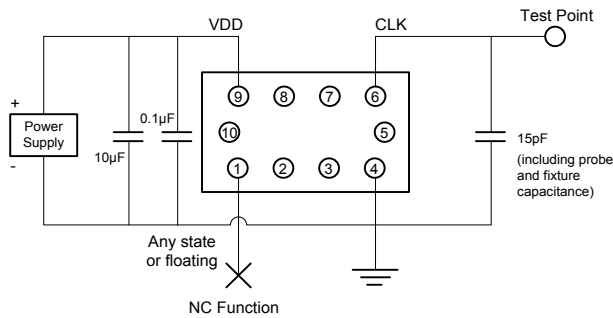 Test Point
VDD
CLK
9
8
7
6
+
Power
Supply
-
10µF
0.1µF
10
5
15pF
(including probe
and fixture
capacitance)
1
2
3
4
Any state
or floating
NC Function